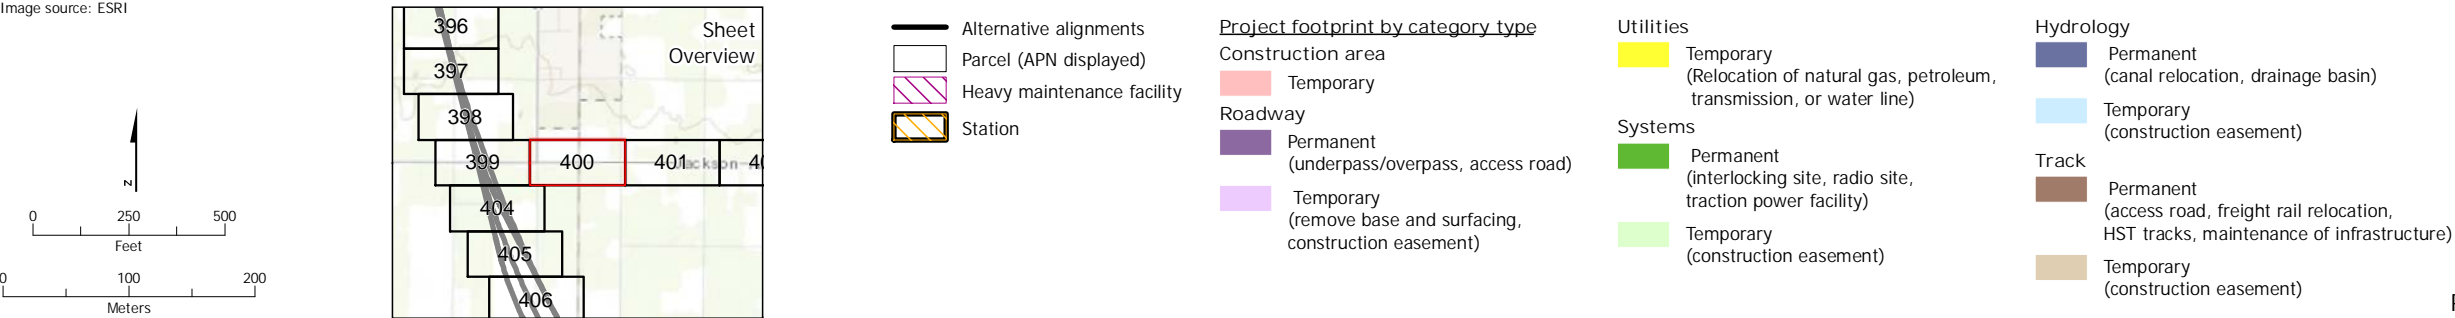 Image source: ESRI
N
0 250 500
Feet
0 100 200
Meters
Sheet
Overview
396
397
398
399 400 401
404
405
406
Alternative alignments
Parcel (APN displayed)
Heavy maintenance facility
Station
Project footprint by category type
Construction area
Temporary
Roadway
Permanent
(underpass/overpass, access road)
Temporary
(remove base and surfacing,
construction easement)
Utilities
Temporary
(Relocation of natural gas, petroleum,
transmission, or water line)
Systems
Permanent
(interlocking site, radio site,
traction power facility)
Temporary
(construction easement)
Hydrology
Permanent
(canal relocation, drainage basin)
Temporary
(construction easement)
Track
Permanent
(access road, freight rail relocation,
HST tracks, maintenance of infrastructure)
Temporary
(construction easement)